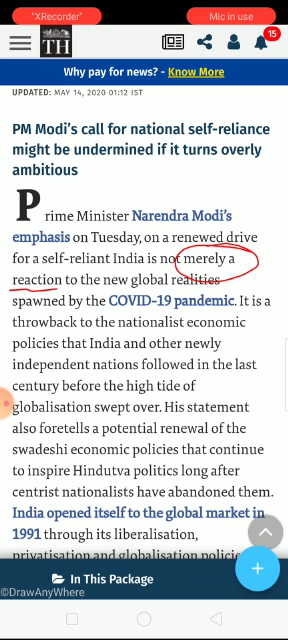 "XRecorder"
Mic in use
TH
15
Why pay for news? - Know More
UPDATED: MAY 14, 2020 01:12 IST
PM Modi's call for national self-reliance
might be undermined if it turns overly
ambitious
Prime Minister Narendra Modi's
emphasis on Tuesday, on a renewed drive
for a self-reliant India is not merely a
reaction to the new global realities
spawned by the COVID-19 pandemic. It is a
throwback to the nationalist economic
policies that India and other newly
independent nations followed in the last
century before the high tide of
globalisation swept over. His statement
also foretells a potential renewal of the
swadeshi economic policies that continue
to inspire Hindutva politics long after
centrist nationalists have abandoned them.
India opened itself to the global market in
1991 through its liberalisation,
privatisation and globalisation policie
In This Package
©DrawAnyWhere